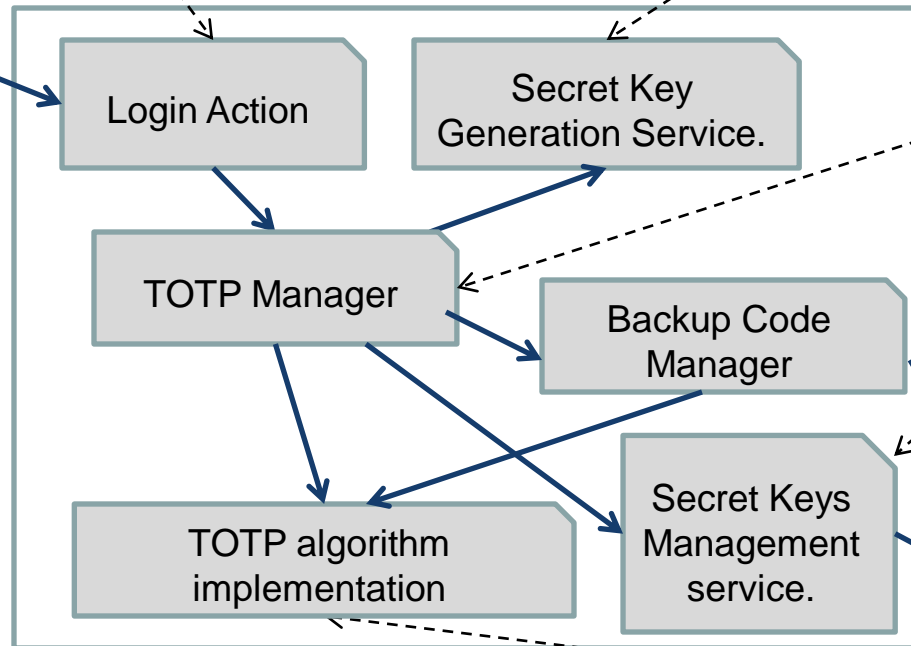 Login Action
Secret Key
Generation Service.
TOTP Manager
Backup Code
Manager
Secret Keys
Management
service.
TOTP algorithm
implementation